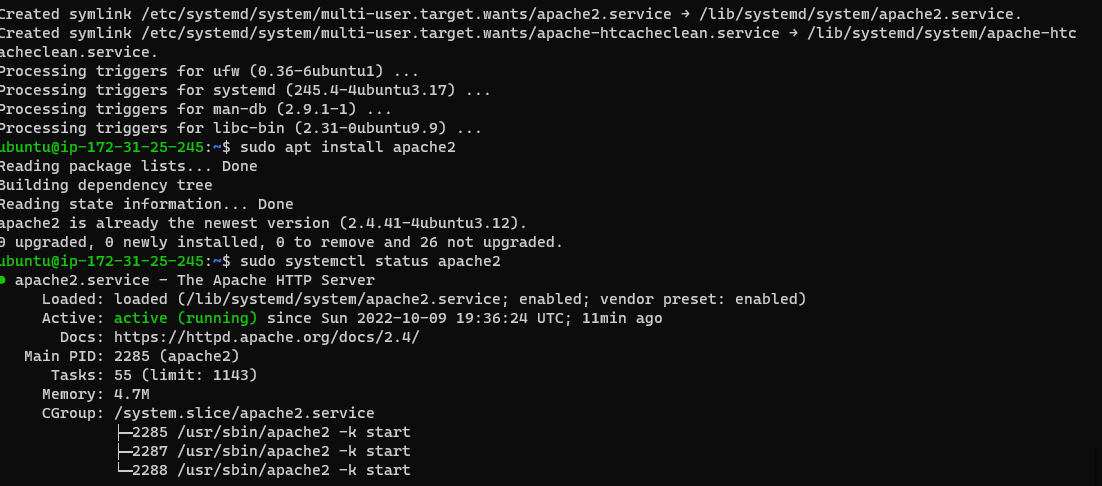 Created symlink /etc/systemd/system/multi-user.target.wants/apache2.service → /lib/systemd/system/apache2.service.
Created symlink /etc/systemd/system/multi-user.target.wants/apache-htcacheclean.service → /lib/systemd/system/apache-htc
acheclean.service.
Processing triggers for ufw (0.36-6ubuntu1) ...
Processing triggers for systemd (245.4-4ubuntu3.17) ...
Processing triggers for man-db (2.9.1-1) ...
Processing triggers for libc-bin (2.31-0ubuntu9.9) ...
ubuntu@ip-172-31-25-245:~$ sudo apt install apache2
Reading package lists... Done
Building dependency tree
Reading state information... Done
apache2 is already the newest version (2.4.41-4ubuntu3.12).
0 upgraded, 0 newly installed, 0 to remove and 26 not upgraded.
ubuntu@ip-172-31-25-245:~$ sudo systemctl status apache2
● apache2.service - The Apache HTTP Server
Loaded: loaded (/lib/systemd/system/apache2.service; enabled; vendor preset: enabled)
Active: active (running) since Sun 2022-10-09 19:36:24 UTC; 11min ago
Docs: https://httpd.apache.org/docs/2.4/
Main PID: 2285 (apache2)
Tasks: 55 (limit: 1143)
Memory: 4.7M
CGroup: /system.slice/apache2.service
├─2285 /usr/sbin/apache2 -k start
├─2287 /usr/sbin/apache2 -k start
└─2288 /usr/sbin/apache2 -k start